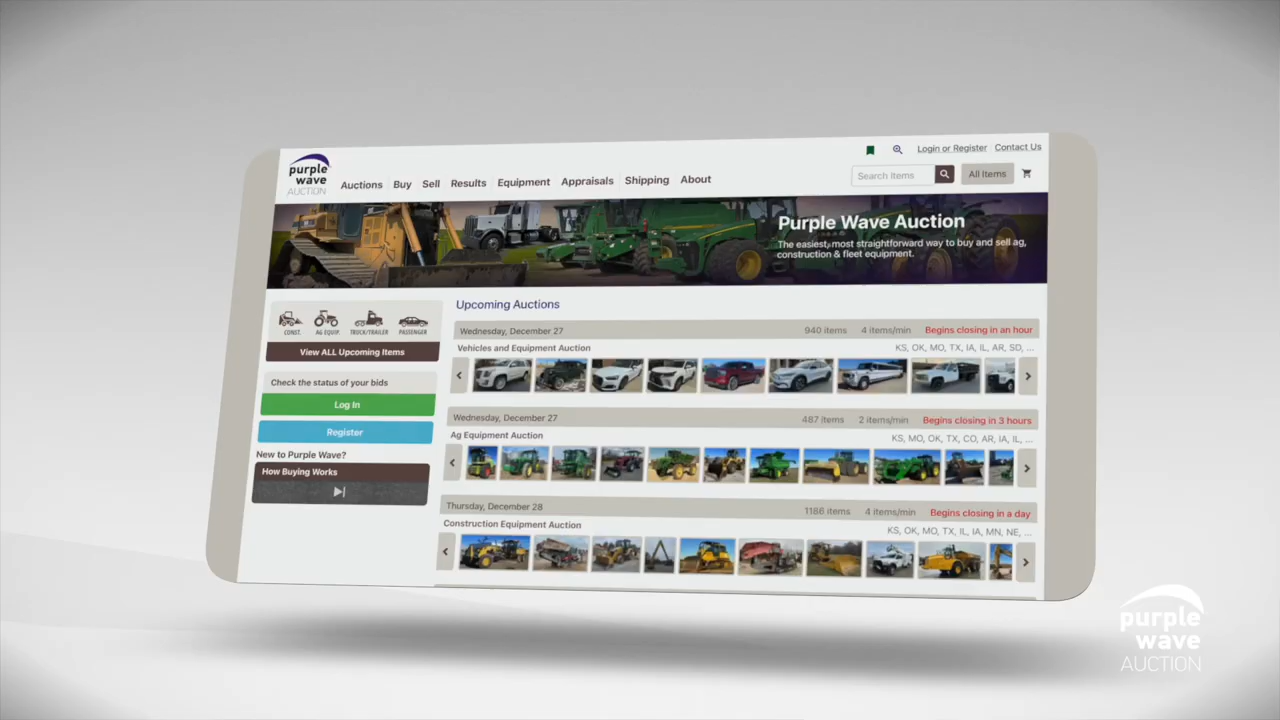 purple
wave
AUCTION
Auctions Buy Sell Results Equipment Appraisals Shipping About
Login or Register Contact Us
Search Items All Items
Purple Wave Auction
The easiest, most straightforward way to buy and sell ag,
construction & fleet equipment.
CONST. AG EQUIP. TRUCK/TRAILER PASSENGER
View ALL Upcoming Items
Check the status of your bids
Log In
Register
New to Purple Wave?
How Buying Works
Upcoming Auctions
Wednesday, December 27 940 items 4 items/min Begins closing in an hour
Vehicles and Equipment Auction KS, OK, MO, TX, IA, IL, AR, SD, ...
Wednesday, December 27 487 items 2 items/min Begins closing in 3 hours
Ag Equipment Auction KS, MO, OK, TX, CO, AR, IA, IL, ...
Thursday, December 28 1186 items 4 items/min Begins closing in a day
Construction Equipment Auction KS, OK, MO, TX, IL, IA, MN, NE, ...
purple
wave
AUCTION